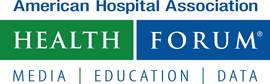 American Hospital Association
HEALTH FORUM®
MEDIA | EDUCATION | DATA